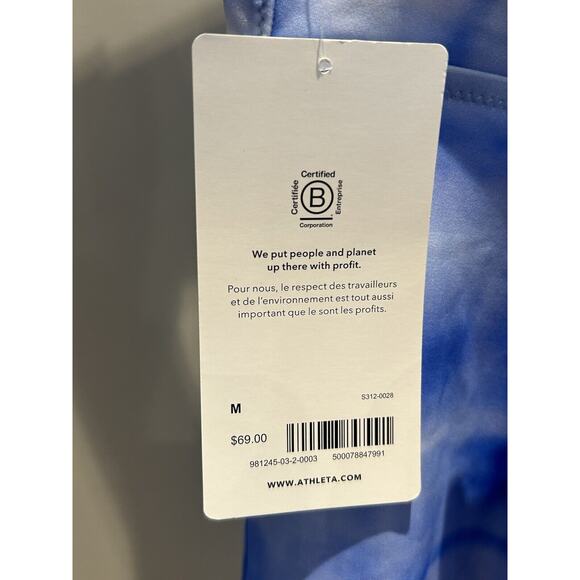 Certified
Certifiée
B
Entreprise
Corporation
We put people and planet
up there with profit.
Pour nous, le respect des travailleurs
et de l'environnement est tout aussi
important que le sont les profits.
S312-0028
M
$69.00
981245-03-2-0003 500078847991
WWW.ATHLETA.COM